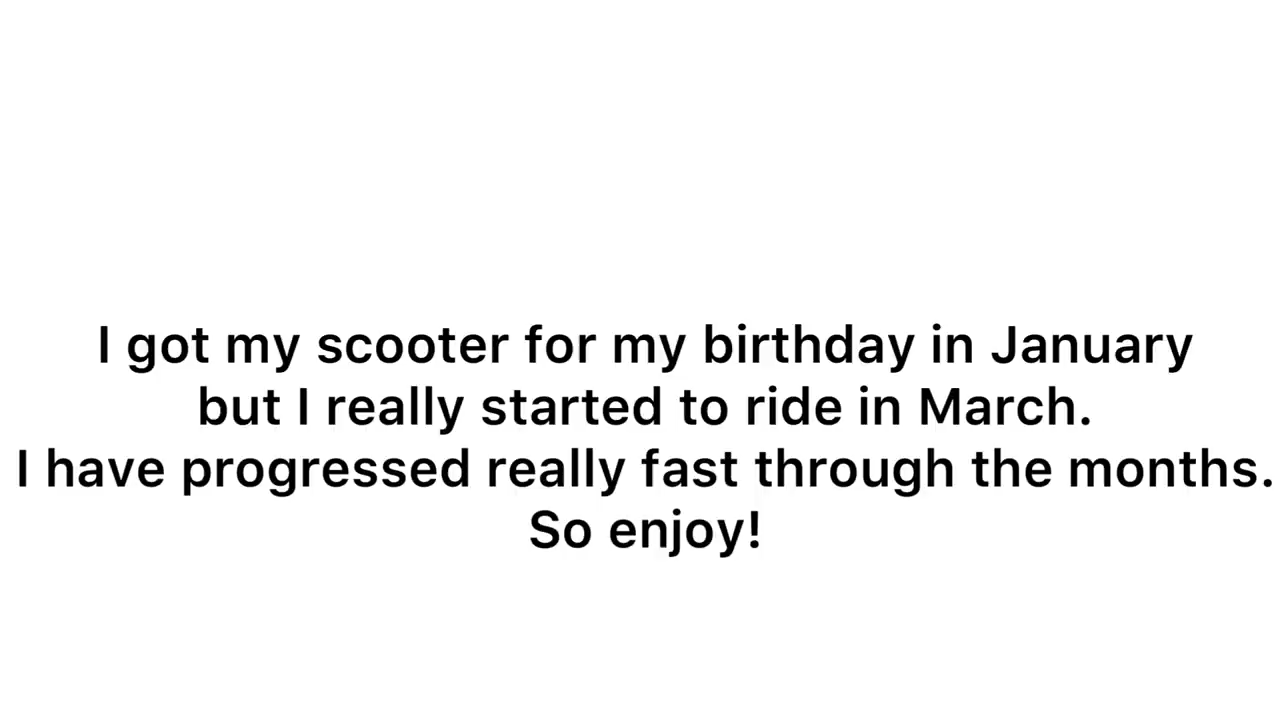 I got my scooter for my birthday in January
but I really started to ride in March.
I have progressed really fast through the months.
So enjoy!